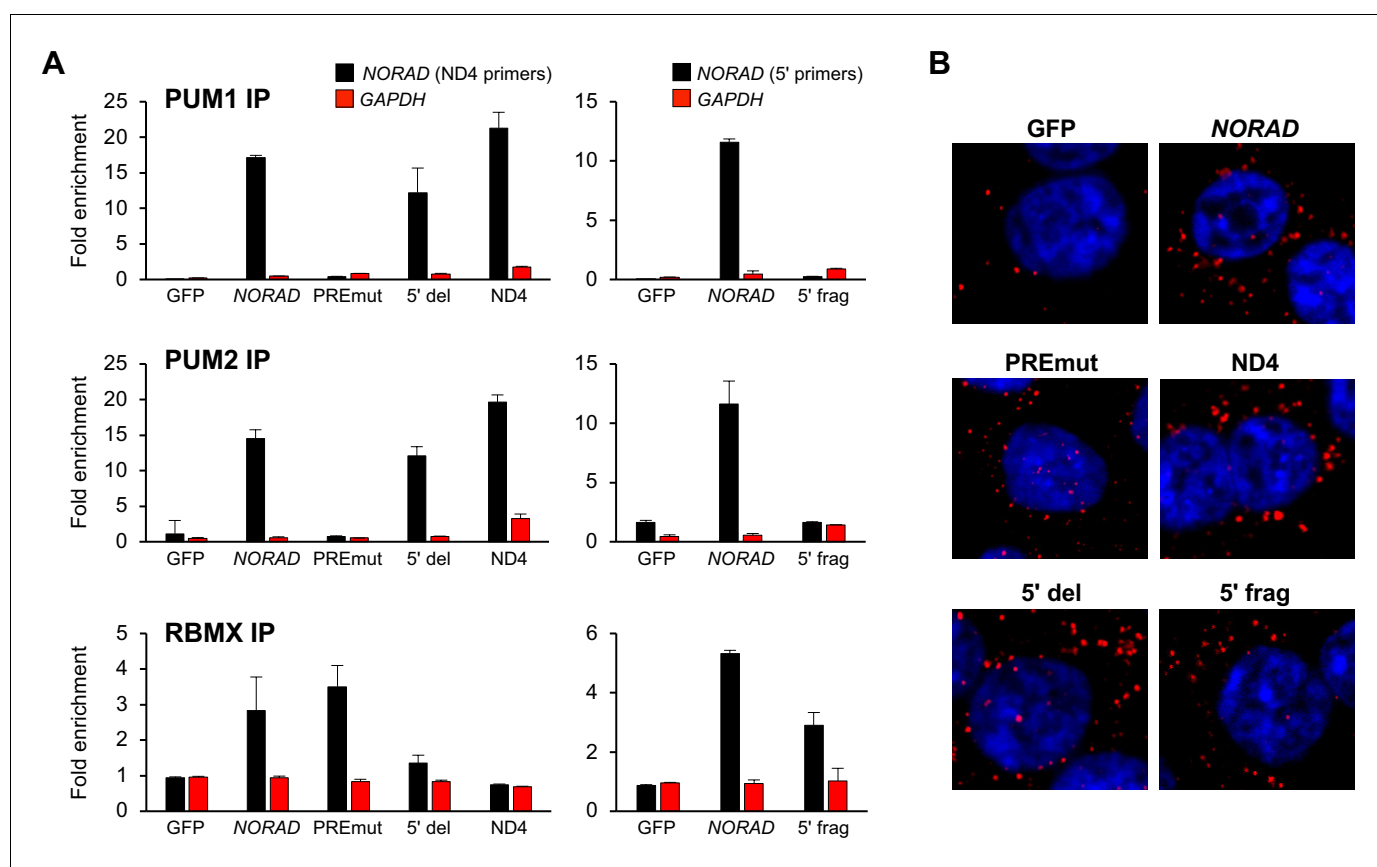 A
B
NORAD (ND4 primers)
GAPDH
NORAD (5' primers)
GAPDH
PUM1 IP
Fold enrichment
25
20
15
10
5
0
GFP NORAD PREmut 5' del ND4
15
10
5
0
GFP NORAD 5' frag
PUM2 IP
Fold enrichment
25
20
15
10
5
0
GFP NORAD PREmut 5' del ND4
15
10
5
0
GFP NORAD 5' frag
RBMX IP
Fold enrichment
5
4
3
2
1
0
GFP NORAD PREmut 5' del ND4
6
4
2
0
GFP NORAD 5' frag
GFP NORAD
PREmut ND4
5' del 5' frag